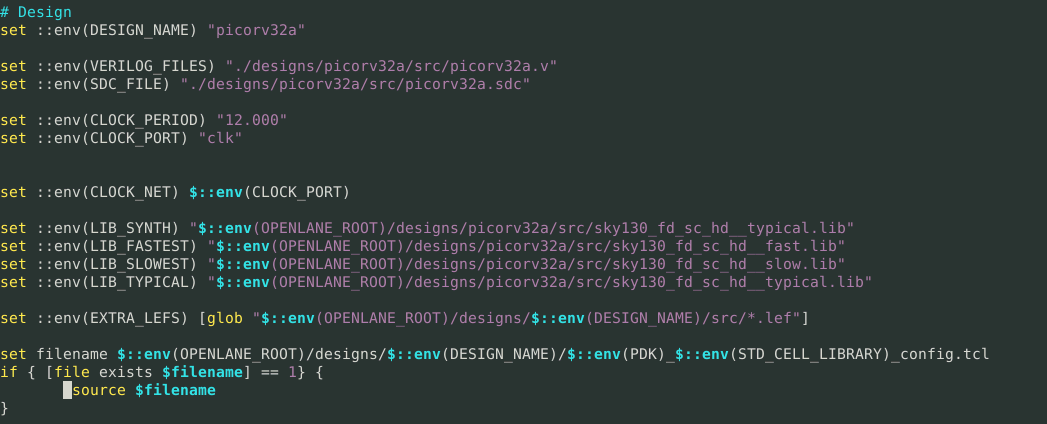 # Design
set ::env(DESIGN_NAME) "picorv32a"
set ::env(VERILOG_FILES) "./designs/picorv32a/src/picorv32a.v"
set ::env(SDC_FILE) "./designs/picorv32a/src/picorv32a.sdc"
set ::env(CLOCK_PERIOD) "12.000"
set ::env(CLOCK_PORT) "clk"
set ::env(CLOCK_NET) $::env(CLOCK_PORT)
set ::env(LIB_SYNTH) "$::env(OPENLANE_ROOT)/designs/picorv32a/src/sky130_fd_sc_hd__typical.lib"
set ::env(LIB_FASTEST) "$::env(OPENLANE_ROOT)/designs/picorv32a/src/sky130_fd_sc_hd__fast.lib"
set ::env(LIB_SLOWEST) "$::env(OPENLANE_ROOT)/designs/picorv32a/src/sky130_fd_sc_hd__slow.lib"
set ::env(LIB_TYPICAL) "$::env(OPENLANE_ROOT)/designs/picorv32a/src/sky130_fd_sc_hd__typical.lib"
set ::env(EXTRA_LEFS) [glob "$::env(OPENLANE_ROOT)/designs/$::env(DESIGN_NAME)/src/*.lef"]
set filename $::env(OPENLANE_ROOT)/designs/$::env(DESIGN_NAME)/$::env(PDK)_$::env(STD_CELL_LIBRARY)_config.tcl
if { [file exists $filename] == 1} {
source $filename
}